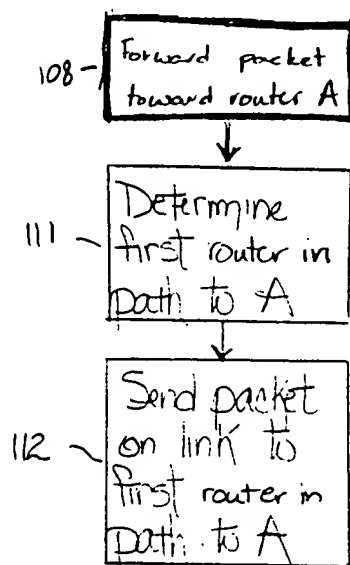 108
Forward packet
toward router A
111
Determine
first router in
path to A
112
Send packet
on link to
first router in
path to A